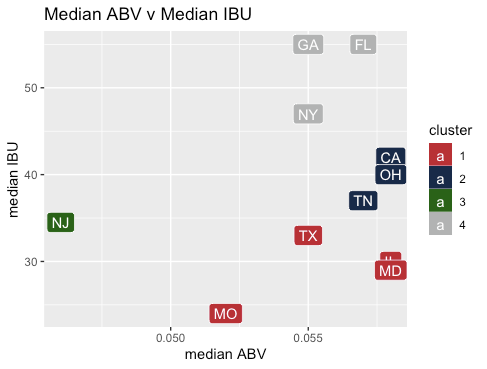 Median ABV v Median IBU
GA
FL
50
NY
CA
40
OH
TN
NJ
TX
30
MD
MO
0.050
0.055
median ABV
median IBU
cluster
a 1
a 2
a 3
a 4